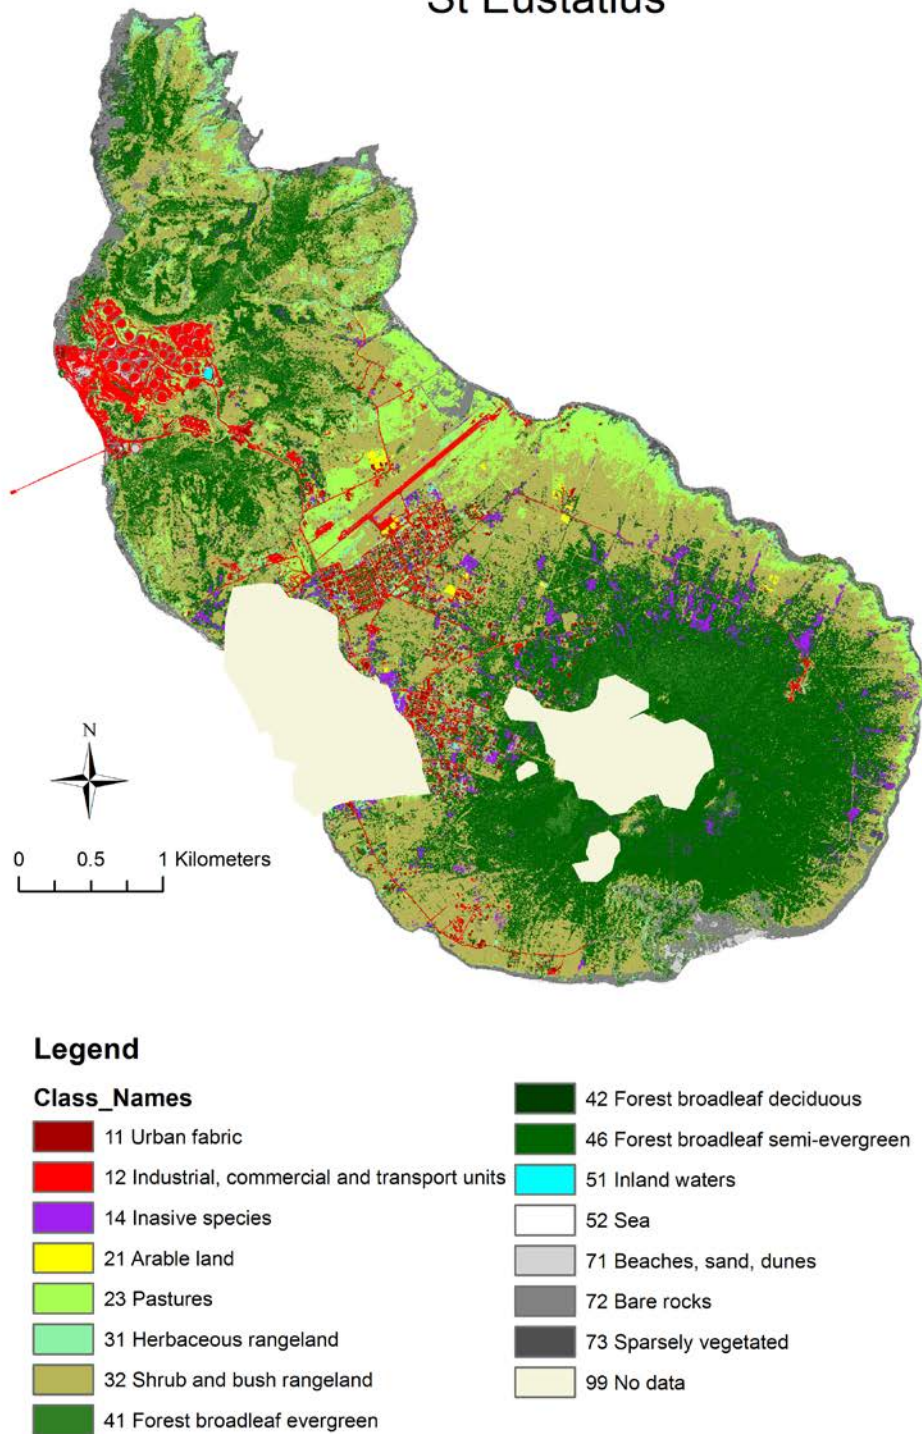 St Eustatius
N
0 0.5 1 Kilometers
Legend
Class_Names
11 Urban fabric
12 Industrial, commercial and transport units
14 Inasive species
21 Arable land
23 Pastures
31 Herbaceous rangeland
32 Shrub and bush rangeland
41 Forest broadleaf evergreen
42 Forest broadleaf deciduous
46 Forest broadleaf semi-evergreen
51 Inland waters
52 Sea
71 Beaches, sand, dunes
72 Bare rocks
73 Sparsely vegetated
99 No data